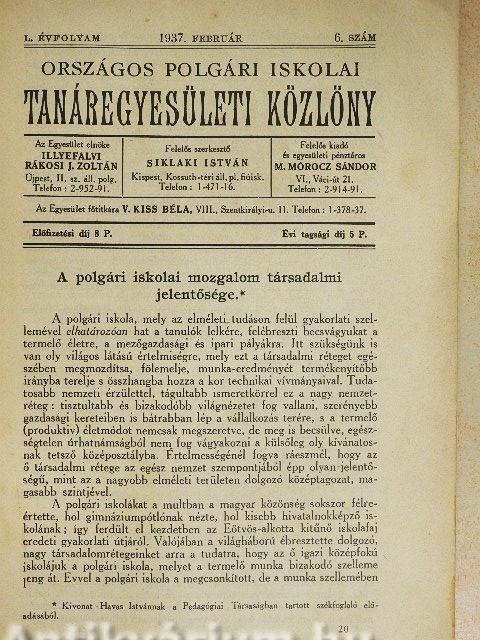 L. ÉVFOLYAM 1937. FEBRUÁR 6. SZÁM
ORSZÁGOS POLGÁRI ISKOLAI
TANÁREGYESÜLETI KÖZLÖNY
Az Egyesület elnöke
ILLYEFALVI
RÁKOSI J. ZOLTÁN
Ujpest, II. sz. áll. polg.
Telefon: 2-952-91.
Felelős szerkesztő
SIKLAKI ISTVÁN
Kispest, Kossuth-téri áll. pl. fiúisk.
Telefon: 1-471-16.
Felelős kiadó
és egyesületi pénztáros
M. MÓROCZ SÁNDOR
VI., Váci-út 21.
Telefon: 2-914-91.
Az Egyesület főtitkára V. KISS BÉLA, VIII., Szentkirályi-u. 11. Telefon: 1-378-37.
Előfizetési díj 8 P. Évi tagsági díj 5 P.
A polgári iskolai mozgalom társadalmi
jelentősége.*
A polgári iskola, mely az elméleti tudáson felül gyakorlati szel-
lemével elhatározóan hat a tanulók lelkére, felébreszti becsvágyukat a
termelő életre, a mezőgazdasági és ipari pályákra. Itt szükségünk is
van oly világos látású értelmiségre, mely ezt a társadalmi réteget egé-
szében megmozdítsa, fölemelje, munka-eredményét termékenyítőbb
irányba terelje s összhangba hozza a kor technikai vívmányaival. Tuda-
tosabb nemzeti érzülettel, tágultabb ismeretkörrel ez a nagy nemzet-
réteg: tisztultabb és bizakodóbb világnézetet fog vallani, szerényebb
gazdasági kereteiben is bátrabban lép a vállalkozás terére, s a termelő
(produktív) életmódot nemcsak megszeretve, de meg is becsülve, egész-
ségtelen úrhatnámságból nem fog vágyakozni a külsőleg oly kívánatos-
nak tetsző középosztályba. Értelmességénél fogva ráeszmél, hogy az
ő társadalmi rétege az egész nemzet szempontjából épp olyan jelentő-
ségű, mint az a nagyobb elméleti területen dolgozó középtagozat, ma-
gasabb szintjével.
A polgári iskolákat a multban a magyar közönség sokszor félre-
értette, hol gimnáziumpótlónak nézte, hol kisebb hivatalnokképző is-
kolának; így ferdült el kezdetben az Eötvös-alkotta kitűnő iskolafaj
eredeti gyakorlati útjáról. Valójában a világháború ébresztette dolgozó,
nagy társadalomrétegeinket arra a tudatra, hogy az ő igazi középfokú
iskolájuk a polgári iskola, melyet a termelő munka bizakodó szelleme
leng át. Evvel a polgári iskola a megcsonkított, de a munka szellemében
* Kivonat Havas Istvánnak a Pedagógiai Társaságban tartott székfoglaló elő-
adásából.
20